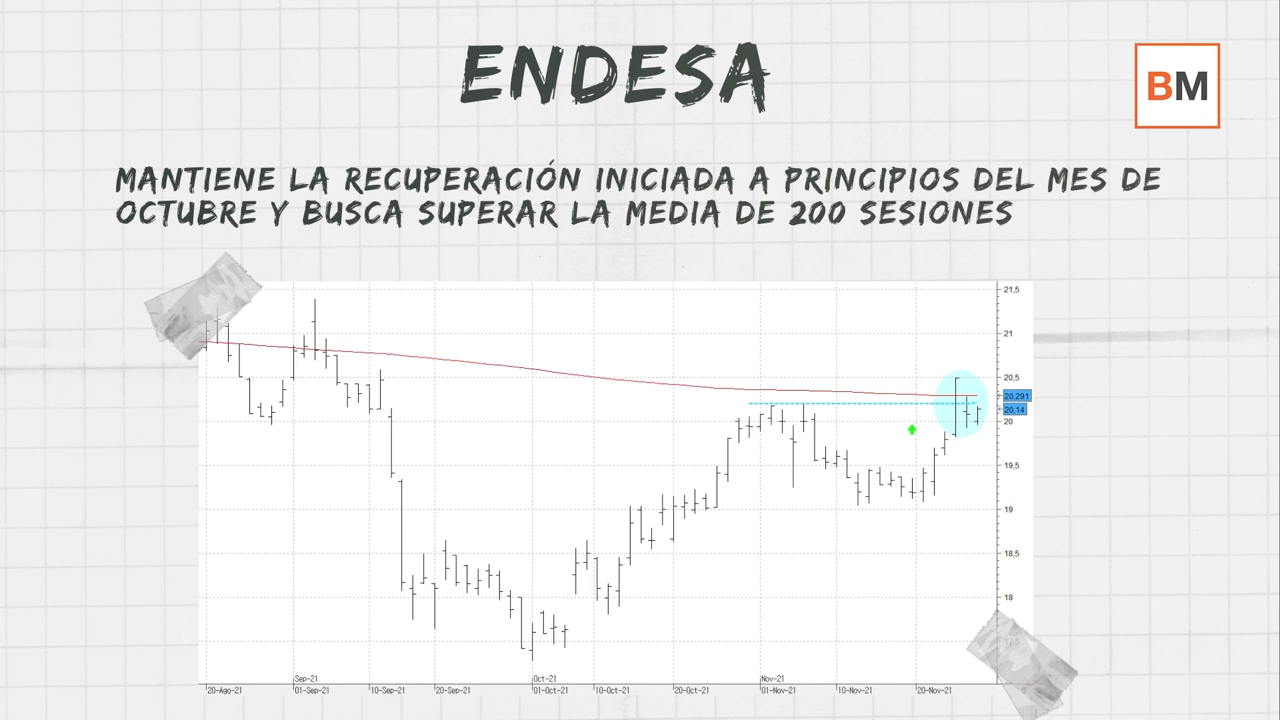 ENDESA
BM
MANTIENE LA RECUPERACIÓN INICIADA A PRINCIPIOS DEL MES DE
OCTUBRE Y BUSCA SUPERAR LA MEDIA DE 200 SESIONES
21,5
21
20,5
20,291
20,14
20
19,5
19
18,5
18
17,5
Sep-21
Oct-21
Nov-21
20-Ago-21
01-Sep-21
10-Sep-21
20-Sep-21
01-Oct-21
10-Oct-21
20-Oct-21
01-Nov-21
10-Nov-21
20-Nov-21